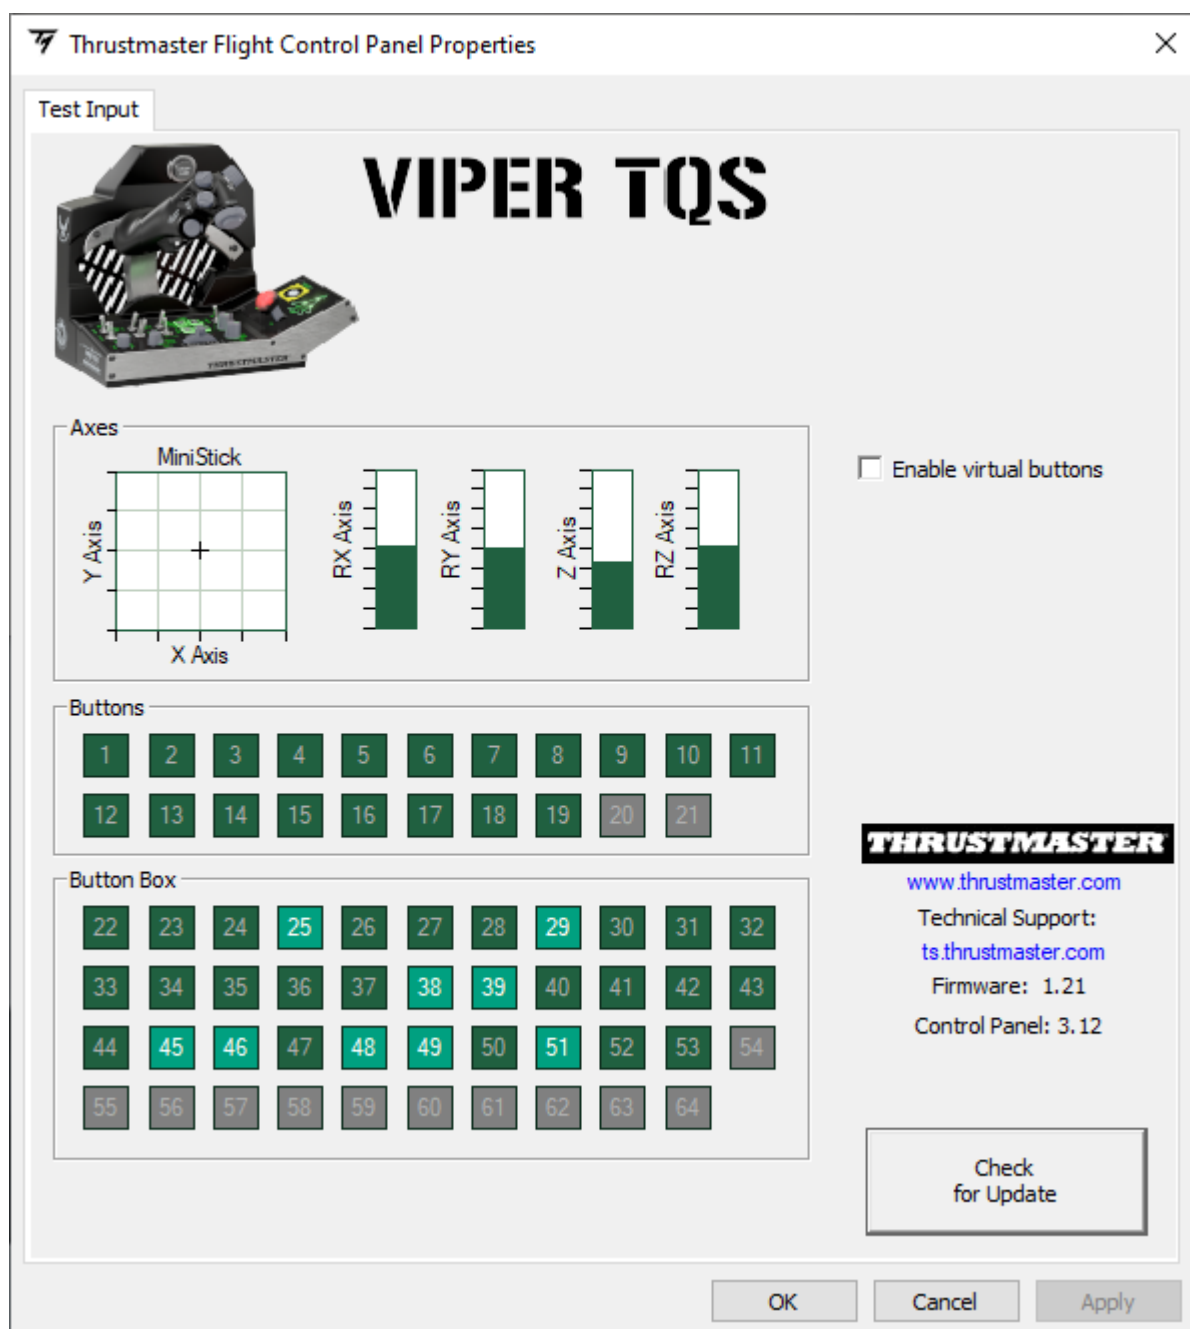 Thrustmaster Flight Control Panel Properties
Test Input
VIPER TQS
THRUSTMASTER
Axes
MiniStick
Y Axis
X Axis
RX Axis
RY Axis
Z Axis
RZ Axis
Enable virtual buttons
Buttons
1 2 3 4 5 6 7 8 9 10 11
12 13 14 15 16 17 18 19 20 21
Button Box
22 23 24 25 26 27 28 29 30 31 32
33 34 35 36 37 38 39 40 41 42 43
44 45 46 47 48 49 50 51 52 53 54
55 56 57 58 59 60 61 62 63 64
THRUSTMASTER
www.thrustmaster.com
Technical Support:
ts.thrustmaster.com
Firmware: 1.21
Control Panel: 3.12
Check
for Update
OK
Cancel
Apply